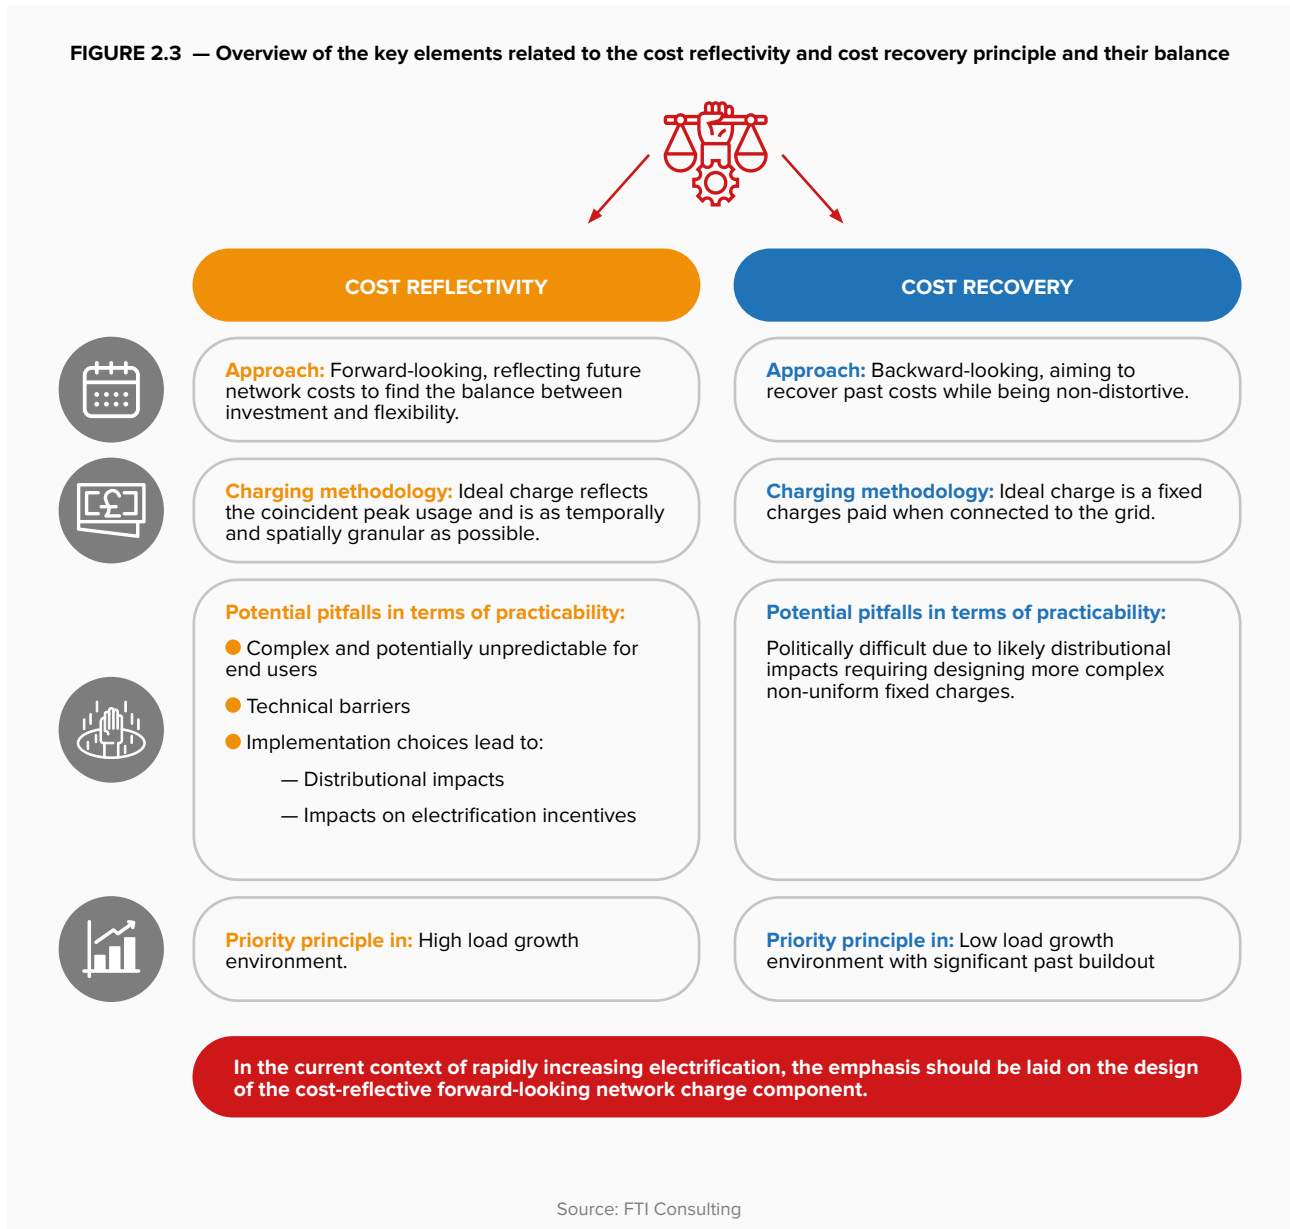 FIGURE 2.3 — Overview of the key elements related to the cost reflectivity and cost recovery principle and their balance
COST REFLECTIVITY
COST RECOVERY
Approach: Forward-looking, reflecting future
network costs to find the balance between
investment and flexibility.
Approach: Backward-looking, aiming to
recover past costs while being non-distortive.
£
Charging methodology: Ideal charge reflects
the coincident peak usage and is as temporally
and spatially granular as possible.
Charging methodology: Ideal charge is a fixed
charges paid when connected to the grid.
Potential pitfalls in terms of practicability:
● Complex and potentially unpredictable for
end users
● Technical barriers
● Implementation choices lead to:
— Distributional impacts
— Impacts on electrification incentives
Potential pitfalls in terms of practicability:
Politically difficult due to likely distributional
impacts requiring designing more complex
non-uniform fixed charges.
Priority principle in: High load growth
environment.
Priority principle in: Low load growth
environment with significant past buildout
In the current context of rapidly increasing electrification, the emphasis should be laid on the design
of the cost-reflective forward-looking network charge component.
Source: FTI Consulting